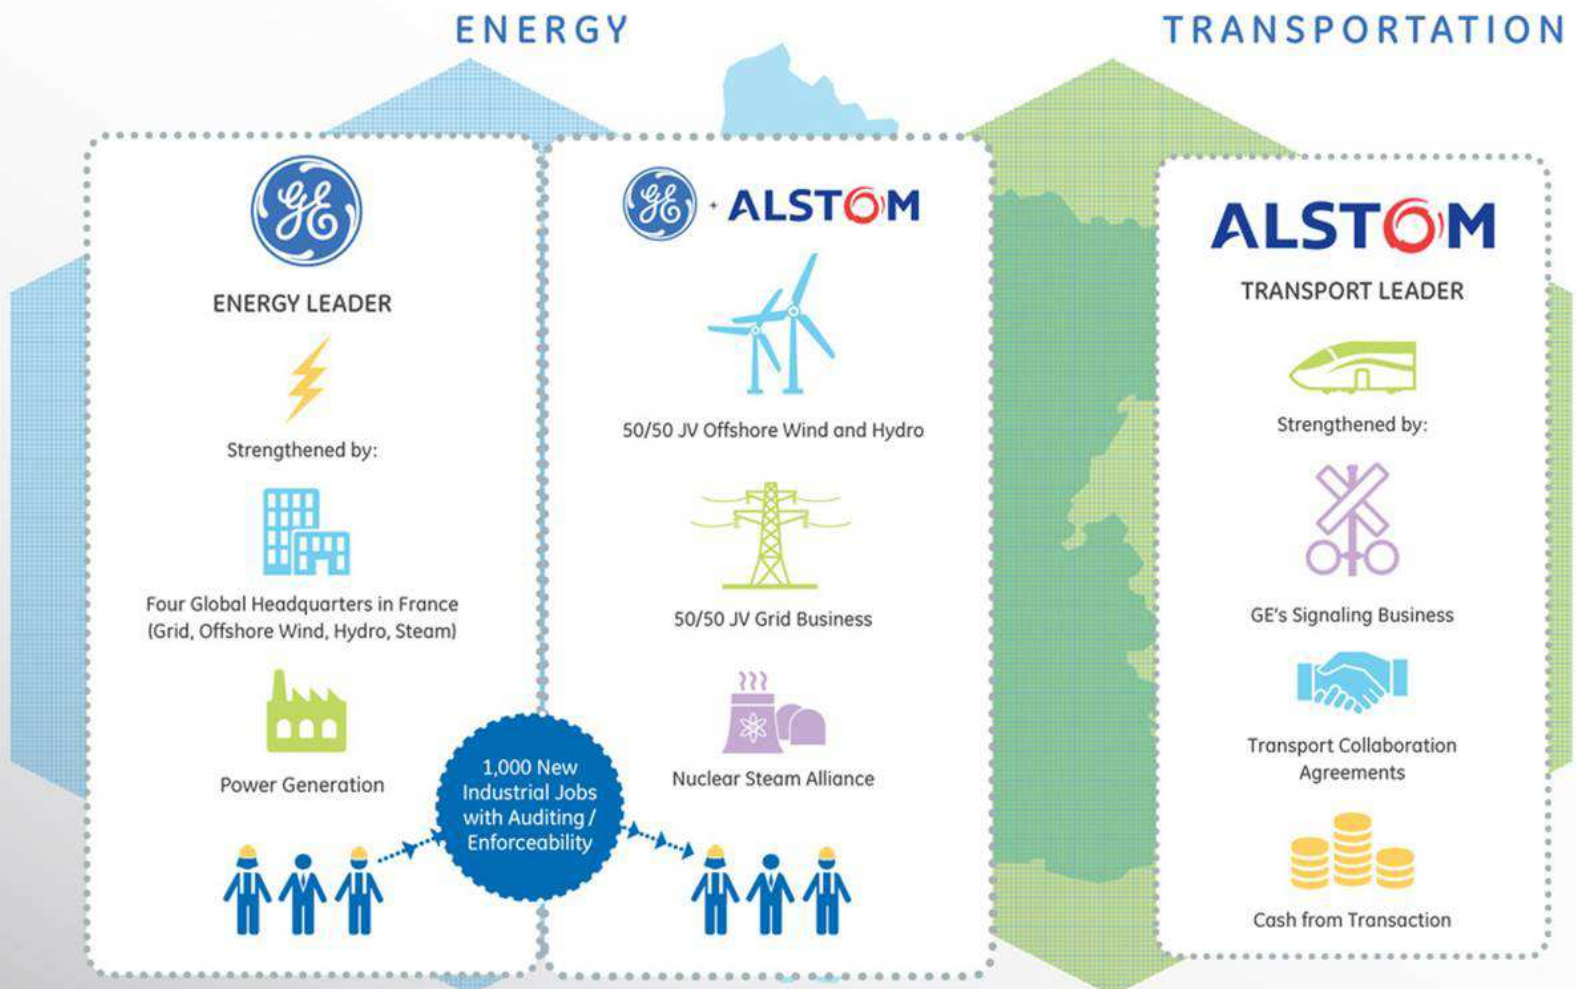 ENERGY
TRANSPORTATION
GE
ENERGY LEADER
Strengthened by:
Four Global Headquarters in France
(Grid, Offshore Wind, Hydro, Steam)
Power Generation
1,000 New
Industrial Jobs
with Auditing /
Enforceability
GE + ALSTOM
50/50 JV Offshore Wind and Hydro
50/50 JV Grid Business
Nuclear Steam Alliance
ALSTOM
TRANSPORT LEADER
Strengthened by:
GE's Signaling Business
Transport Collaboration
Agreements
Cash from Transaction